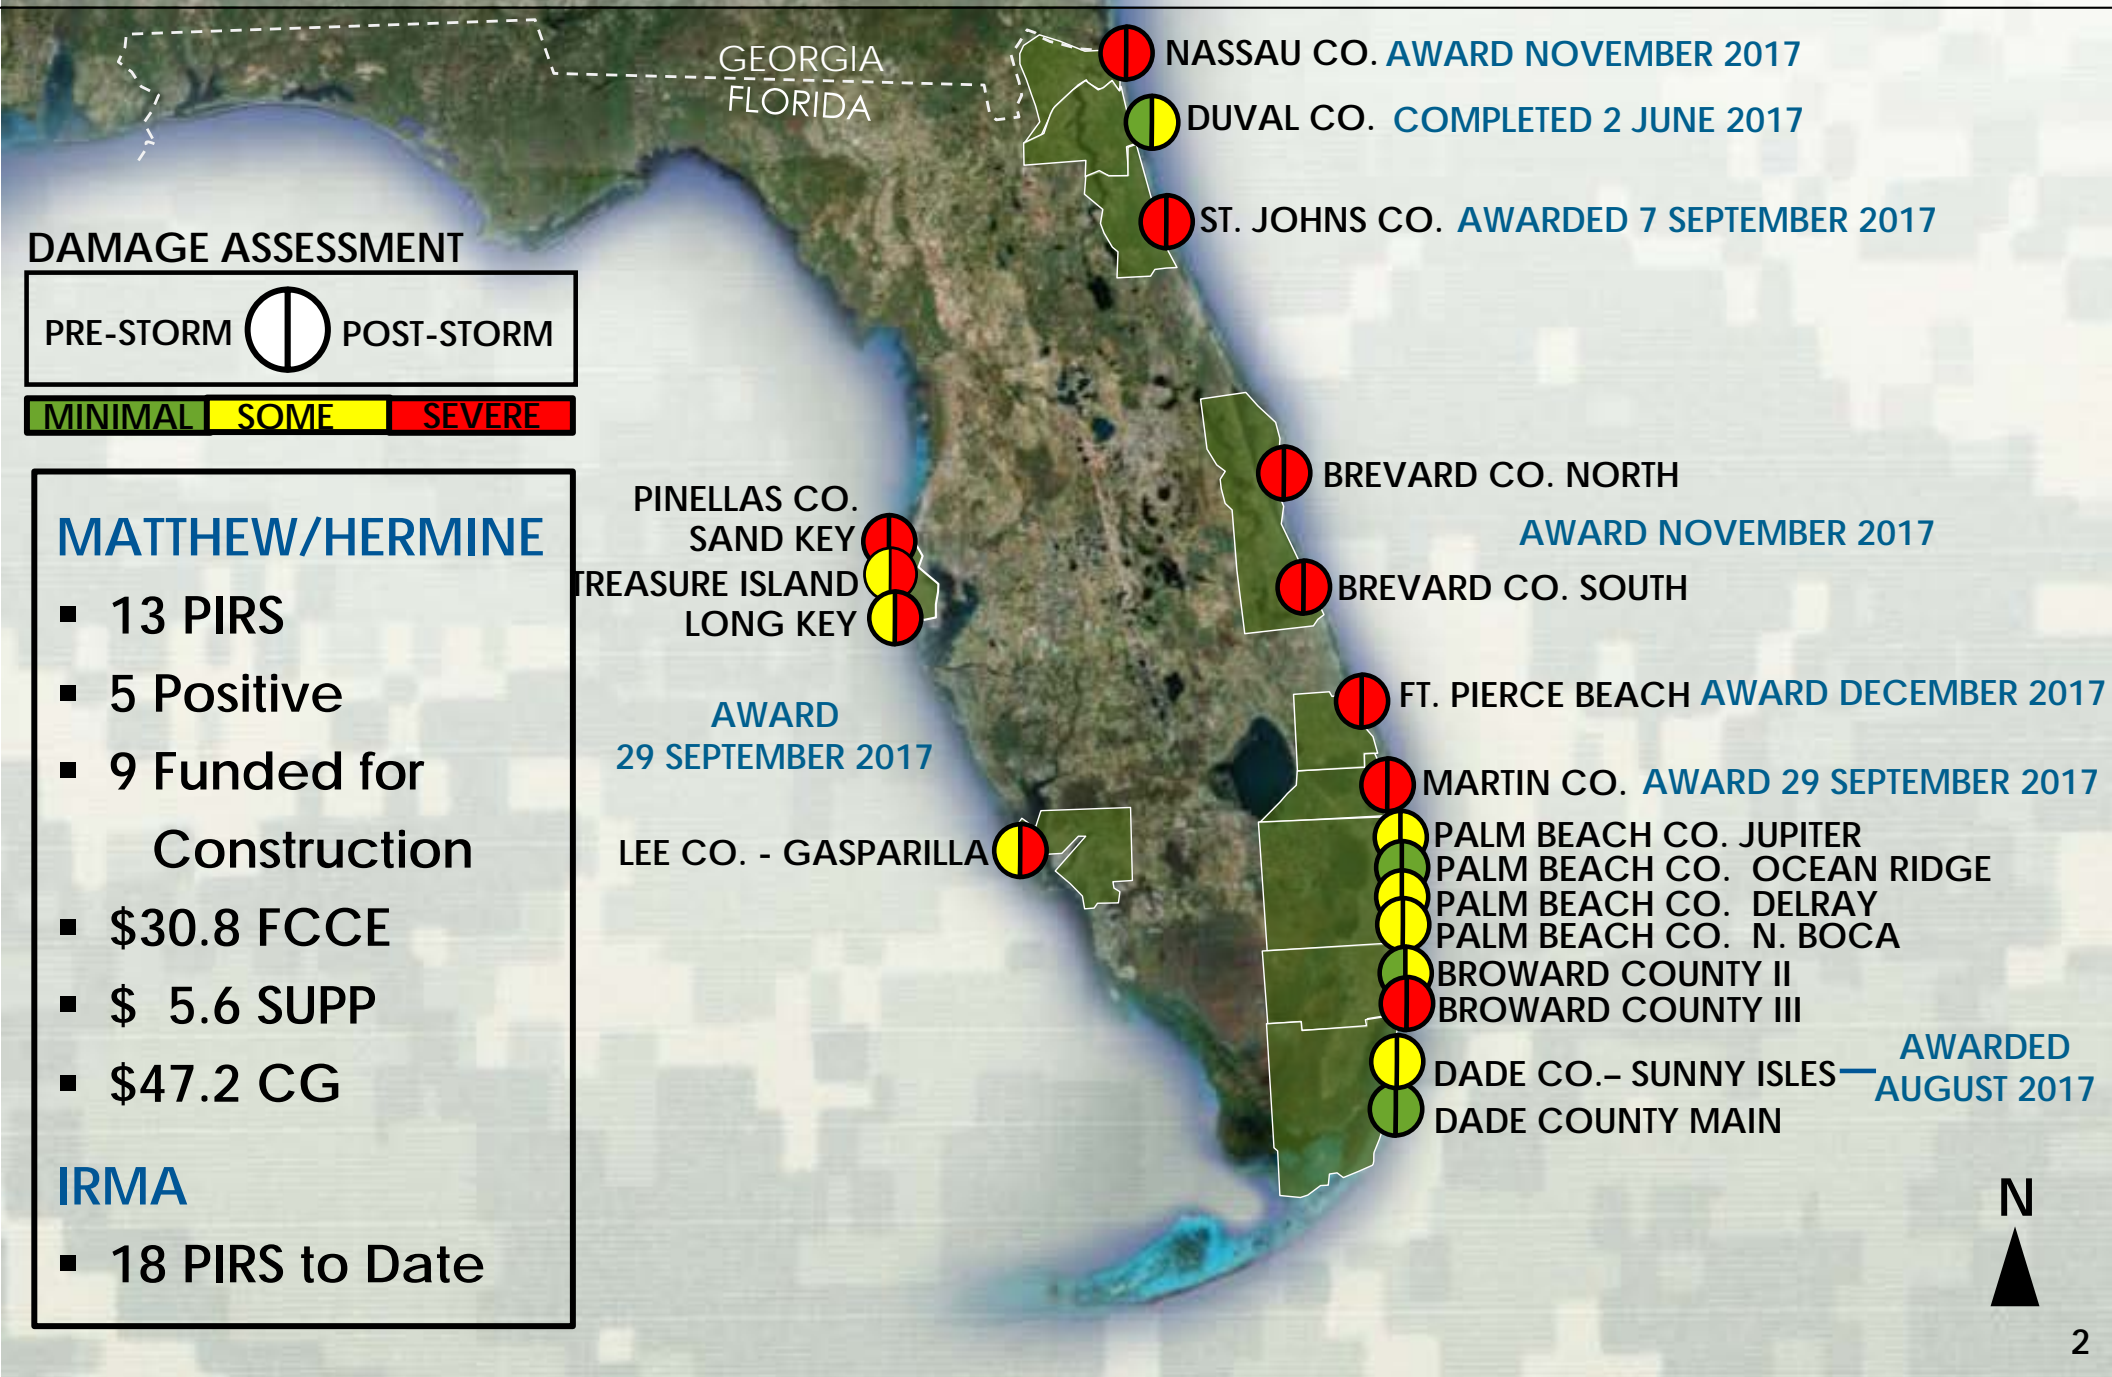 GEORGIA
FLORIDA
NASSAU CO. AWARD NOVEMBER 2017
DUVAL CO. COMPLETED 2 JUNE 2017
ST. JOHNS CO. AWARDED 7 SEPTEMBER 2017
DAMAGE ASSESSMENT
PRE-STORM POST-STORM
MINIMAL SOME SEVERE
MATTHEW/HERMINE
▪ 13 PIRS
▪ 5 Positive
▪ 9 Funded for
Construction
▪ $30.8 FCCE
▪ $ 5.6 SUPP
▪ $47.2 CG
IRMA
▪ 18 PIRS to Date
PINELLAS CO.
SAND KEY
TREASURE ISLAND
LONG KEY
AWARD
29 SEPTEMBER 2017
LEE CO. - GASPARILLA
BREVARD CO. NORTH
AWARD NOVEMBER 2017
BREVARD CO. SOUTH
FT. PIERCE BEACH AWARD DECEMBER 2017
MARTIN CO. AWARD 29 SEPTEMBER 2017
PALM BEACH CO. JUPITER
PALM BEACH CO. OCEAN RIDGE
PALM BEACH CO. DELRAY
PALM BEACH CO. N. BOCA
BROWARD COUNTY II
BROWARD COUNTY III
DADE CO.– SUNNY ISLES
AWARDED
AUGUST 2017
DADE COUNTY MAIN
N
2